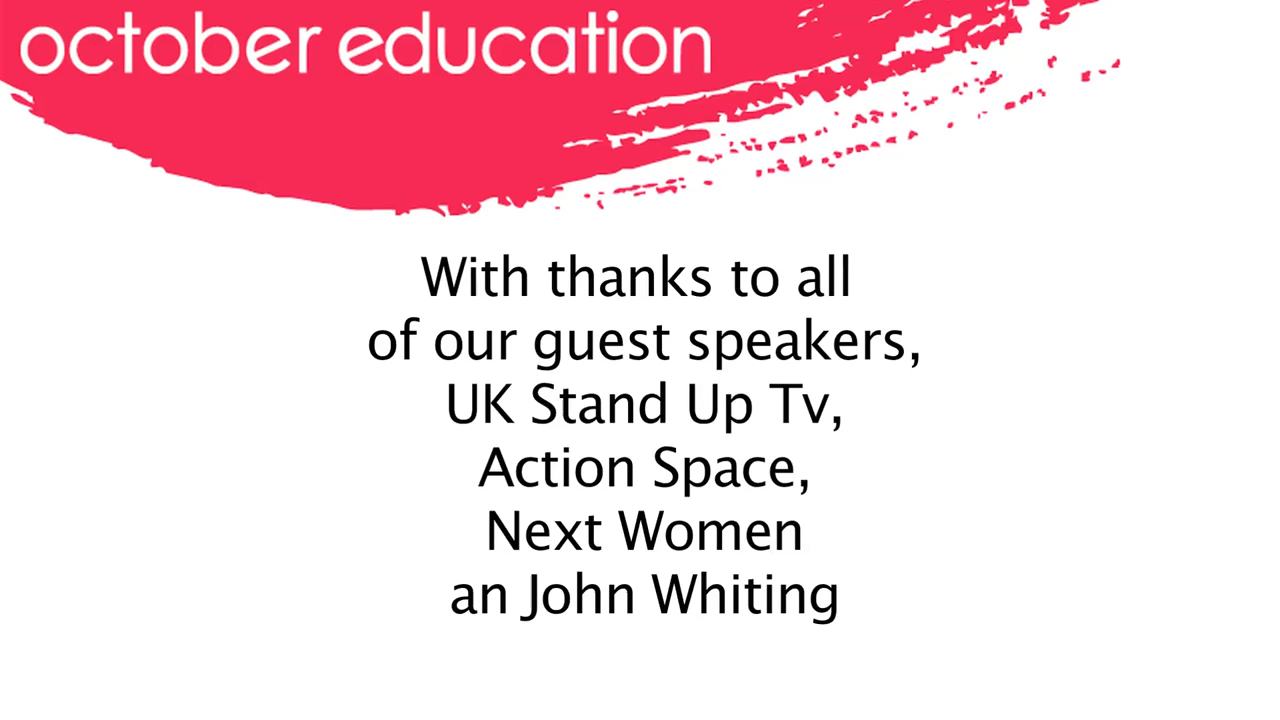 october education
With thanks to all
of our guest speakers,
UK Stand Up Tv,
Action Space,
Next Women
an John Whiting